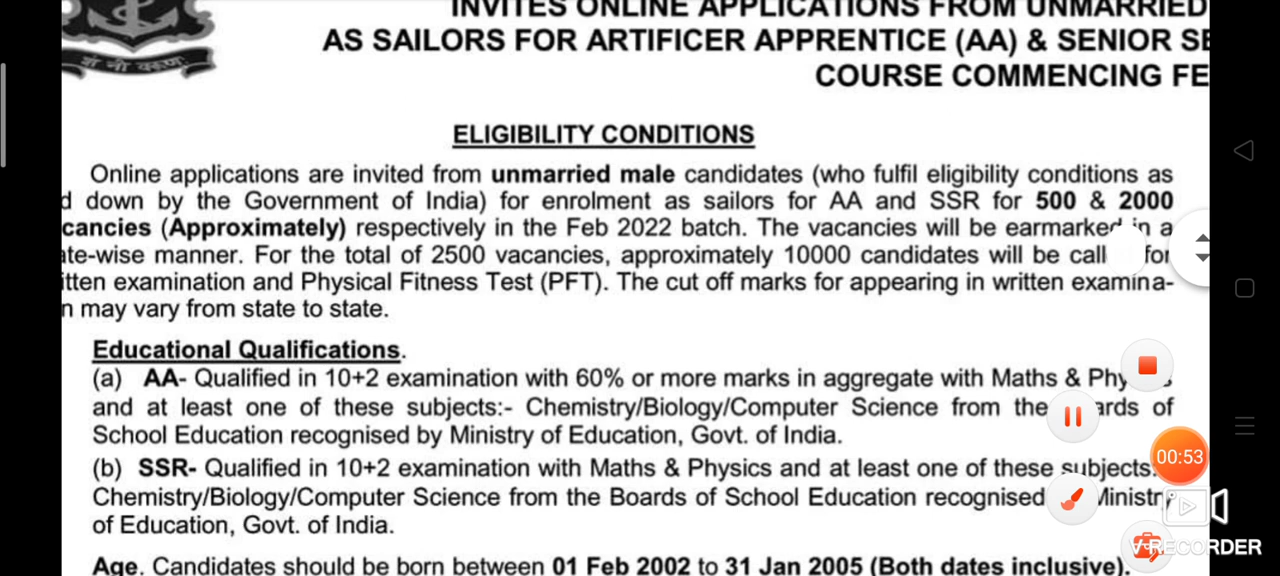 INVITES ONLINE APPLICATIONS FROM UNMARRIED
AS SAILORS FOR ARTIFICER APPRENTICE (AA) & SENIOR SE
COURSE COMMENCING FE
शं नो वरुणः
ELIGIBILITY CONDITIONS
Online applications are invited from unmarried male candidates (who fulfil eligibility conditions as
d down by the Government of India) for enrolment as sailors for AA and SSR for 500 & 2000
cancies (Approximately) respectively in the Feb 2022 batch. The vacancies will be earmarked in a
ate-wise manner. For the total of 2500 vacancies, approximately 10000 candidates will be call for
itten examination and Physical Fitness Test (PFT). The cut off marks for appearing in written examina-
n may vary from state to state.
Educational Qualifications.
(a) AA- Qualified in 10+2 examination with 60% or more marks in aggregate with Maths & Phy
and at least one of these subjects:- Chemistry/Biology/Computer Science from the ards of
School Education recognised by Ministry of Education, Govt. of India.
(b) SSR- Qualified in 10+2 examination with Maths & Physics and at least one of these subjects:
Chemistry/Biology/Computer Science from the Boards of School Education recognised Ministry
of Education, Govt. of India.
Age. Candidates should be born between 01 Feb 2002 to 31 Jan 2005 (Both dates inclusive).
00:53
V-RECORDER